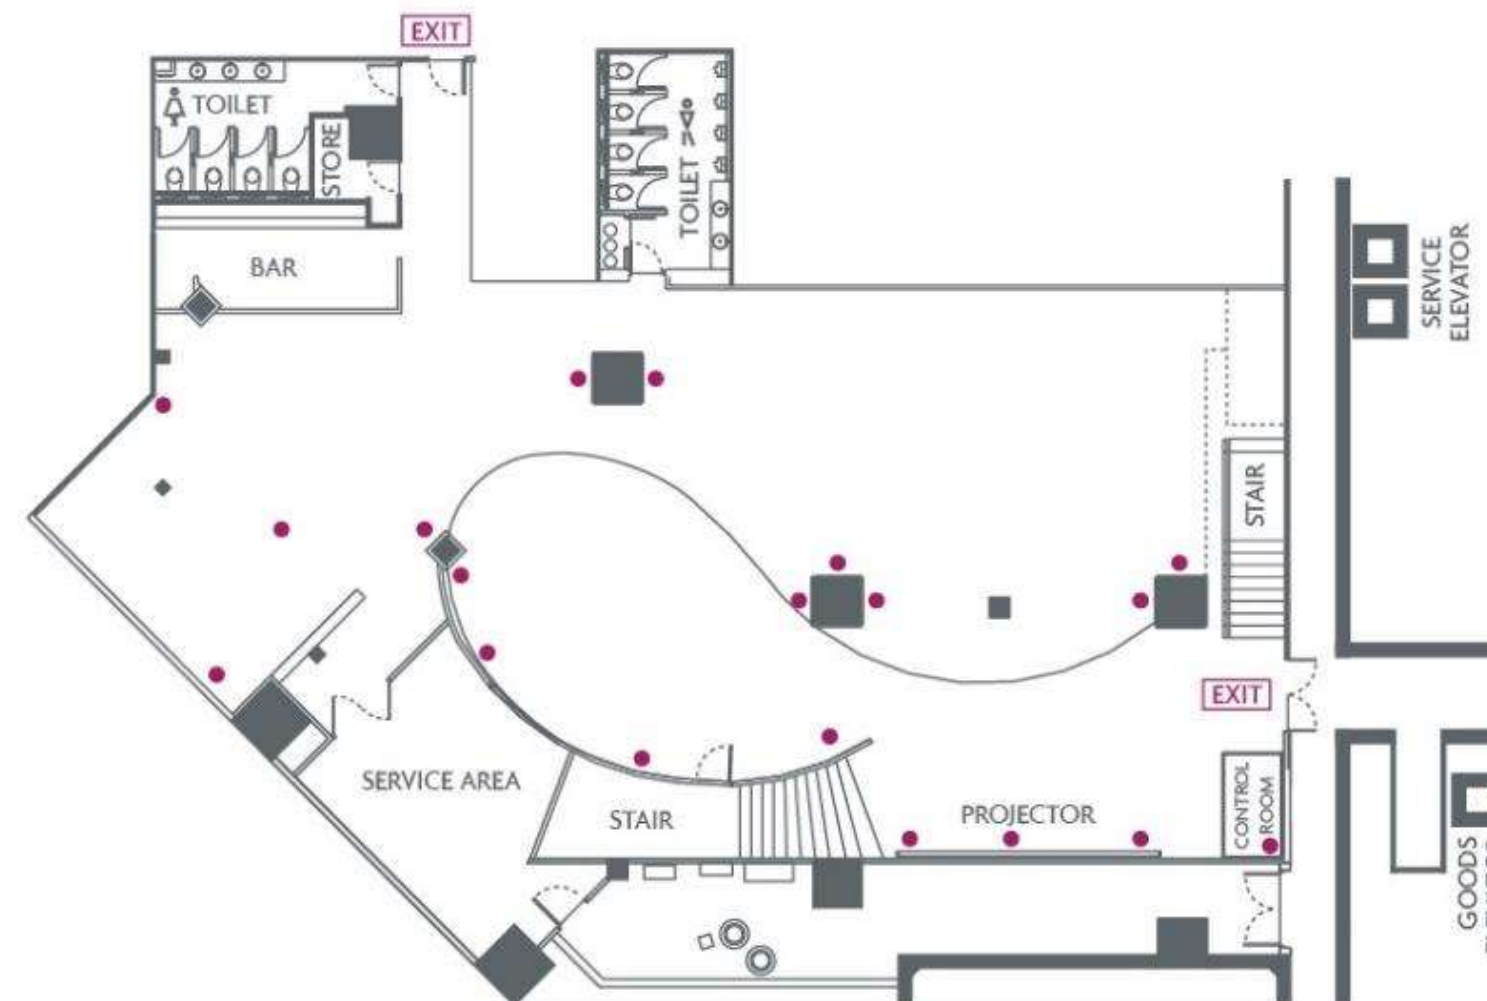 EXIT
TOILET
STORE
TOILET
BAR
SERVICE
ELEVATOR
STAIR
EXIT
SERVICE AREA
STAIR
PROJECTOR
CONTROL
ROOM
GOODS